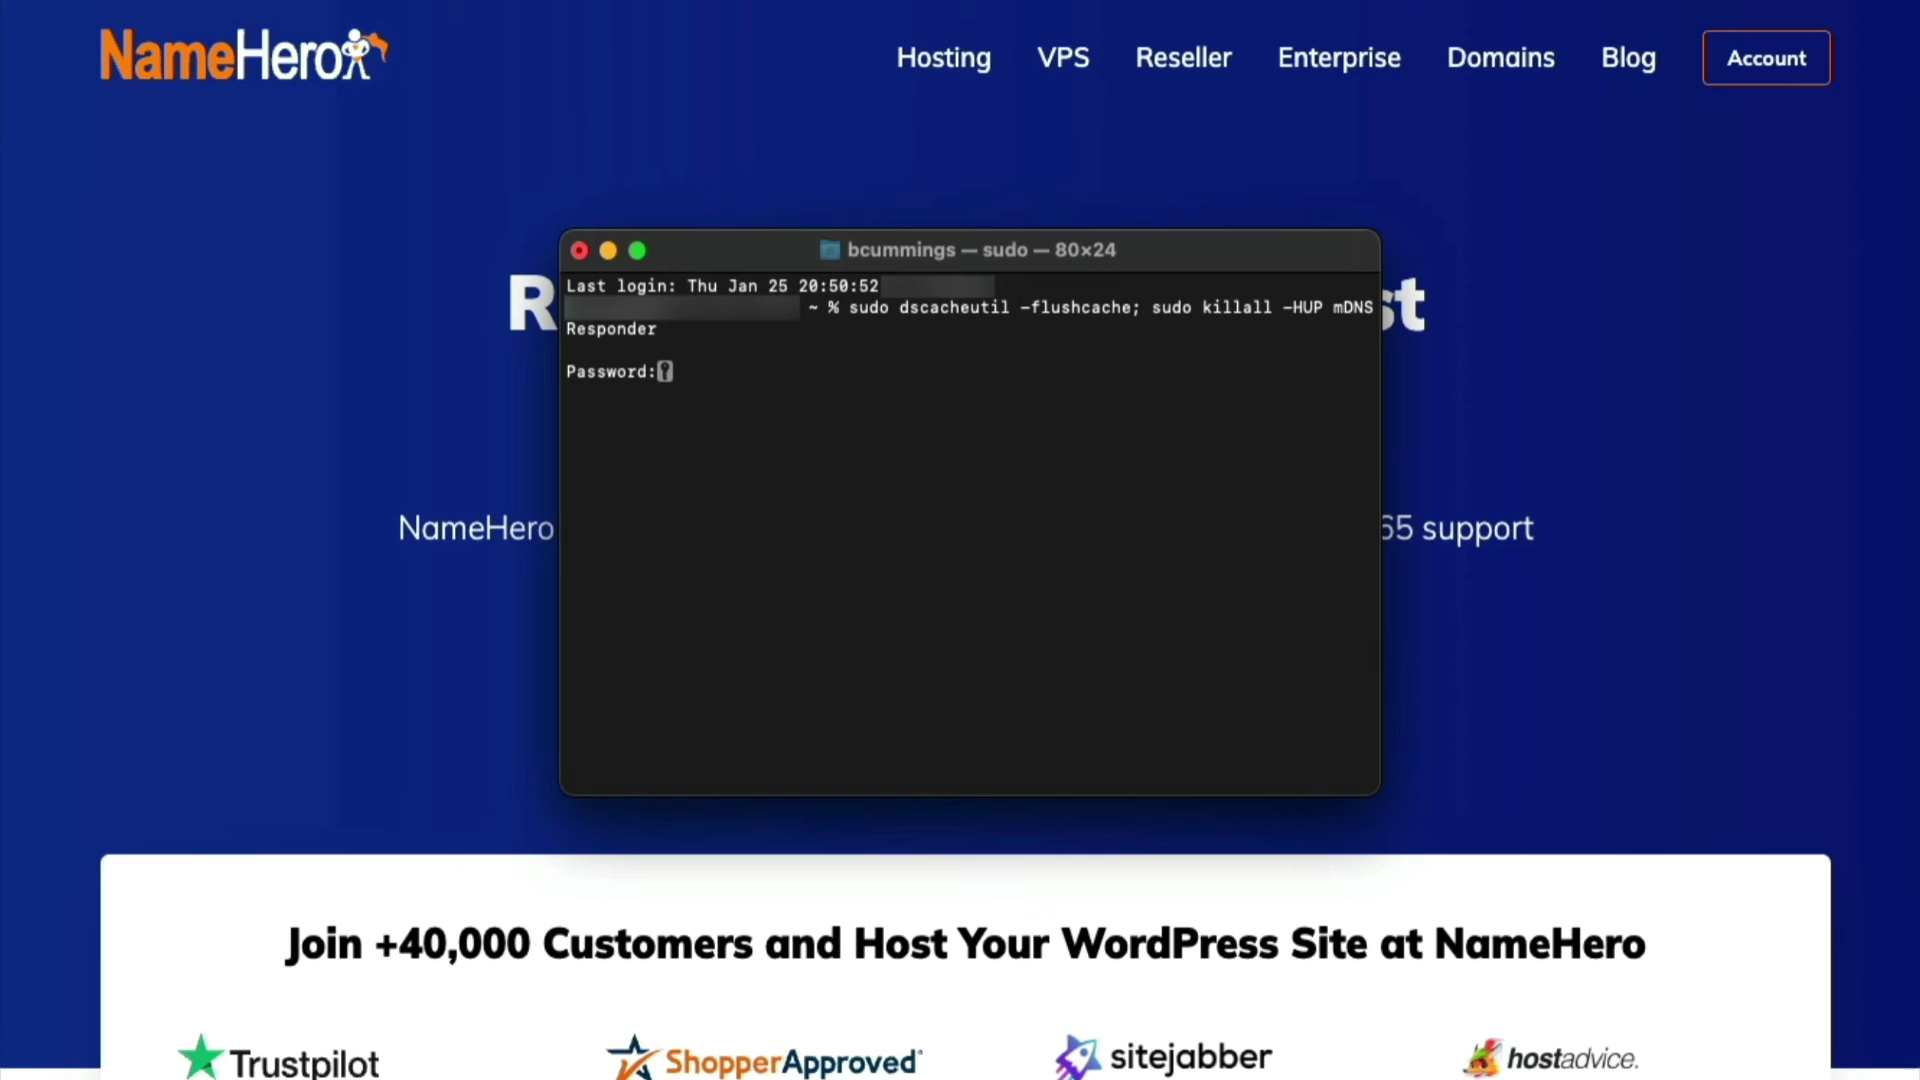 NameHero
Hosting VPS Reseller Enterprise Domains Blog Account
bcummings — sudo — 80×24
Last login: Thu Jan 25 20:50:52
~ % sudo dscacheutil -flushcache; sudo killall -HUP mDNS
Responder
Password:
NameHero
support
Join +40,000 Customers and Host Your WordPress Site at NameHero
Trustpilot
ShopperApproved
sitejabber
hostadvice.